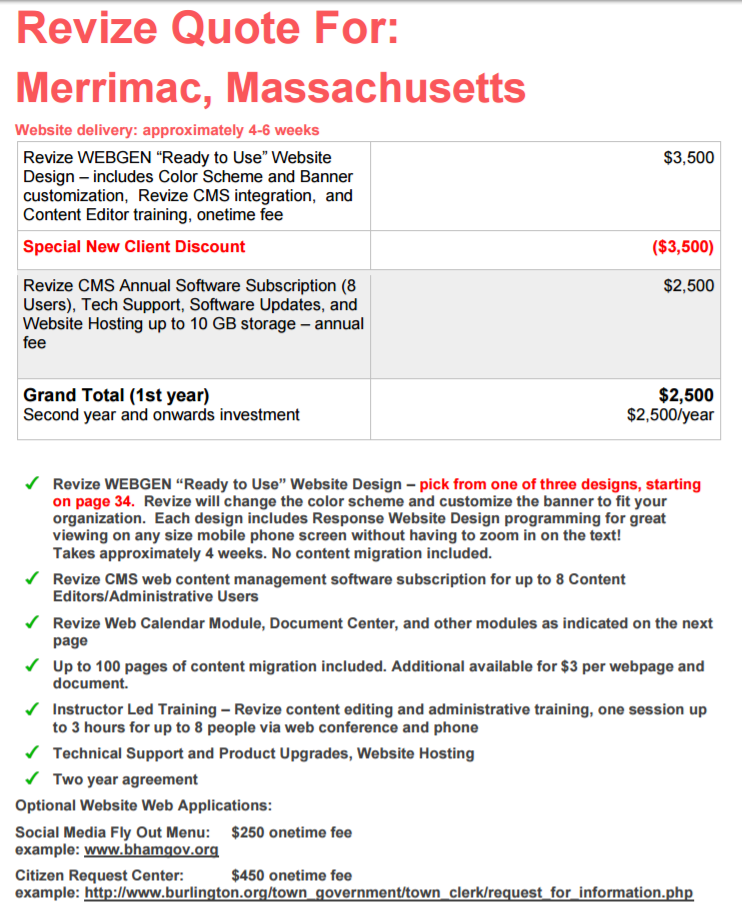 Revize Quote For:
Merrimac, Massachusetts
Website delivery: approximately 4-6 weeks
Revize WEBGEN “Ready to Use” Website
Design – includes Color Scheme and Banner
customization, Revize CMS integration, and
Content Editor training, onetime fee
$3,500
Special New Client Discount
($3,500)
Revize CMS Annual Software Subscription (8
Users), Tech Support, Software Updates, and
Website Hosting up to 10 GB storage – annual
fee
$2,500
Grand Total (1st year)
$2,500
Second year and onwards investment
$2,500/year
✓ Revize WEBGEN “Ready to Use” Website Design – pick from one of three designs, starting
on page 34. Revize will change the color scheme and customize the banner to fit your
organization. Each design includes Response Website Design programming for great
viewing on any size mobile phone screen without having to zoom in on the text!
Takes approximately 4 weeks. No content migration included.
✓ Revize CMS web content management software subscription for up to 8 Content
Editors/Administrative Users
✓ Revize Web Calendar Module, Document Center, and other modules as indicated on the next
page
✓ Up to 100 pages of content migration included. Additional available for $3 per webpage and
document.
✓ Instructor Led Training – Revize content editing and administrative training, one session up
to 3 hours for up to 8 people via web conference and phone
✓ Technical Support and Product Upgrades, Website Hosting
✓ Two year agreement
Optional Website Web Applications:
Social Media Fly Out Menu: $250 onetime fee
example: www.bhamgov.org
Citizen Request Center: $450 onetime fee
example: http://www.burlington.org/town_government/town_clerk/request_for_information.php